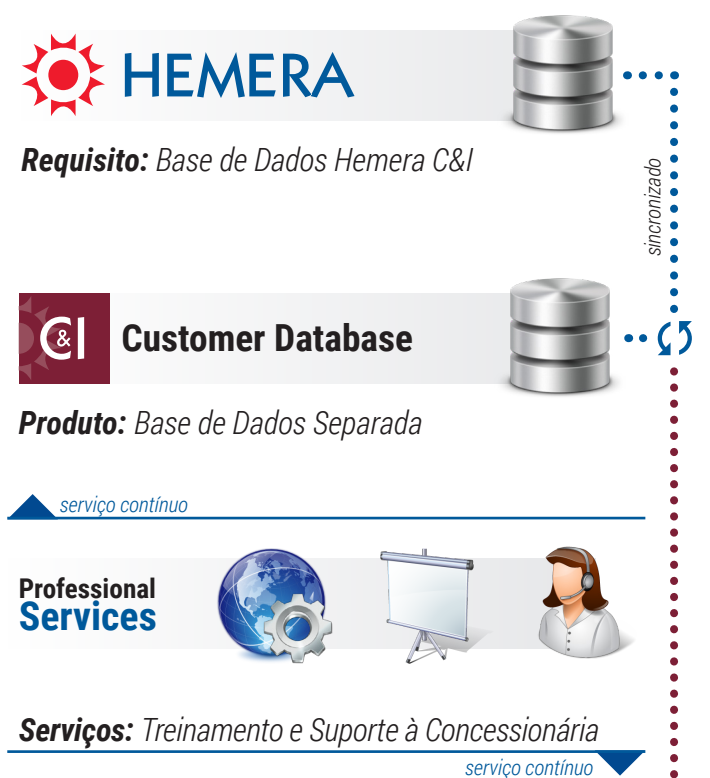 HEMERA
Requisito: Base de Dados Hemera C&I
sincronizado
C&I Customer Database
Produto: Base de Dados Separada
serviço contínuo
Professional
Services
Serviços: Treinamento e Suporte à Concessionária
serviço contínuo